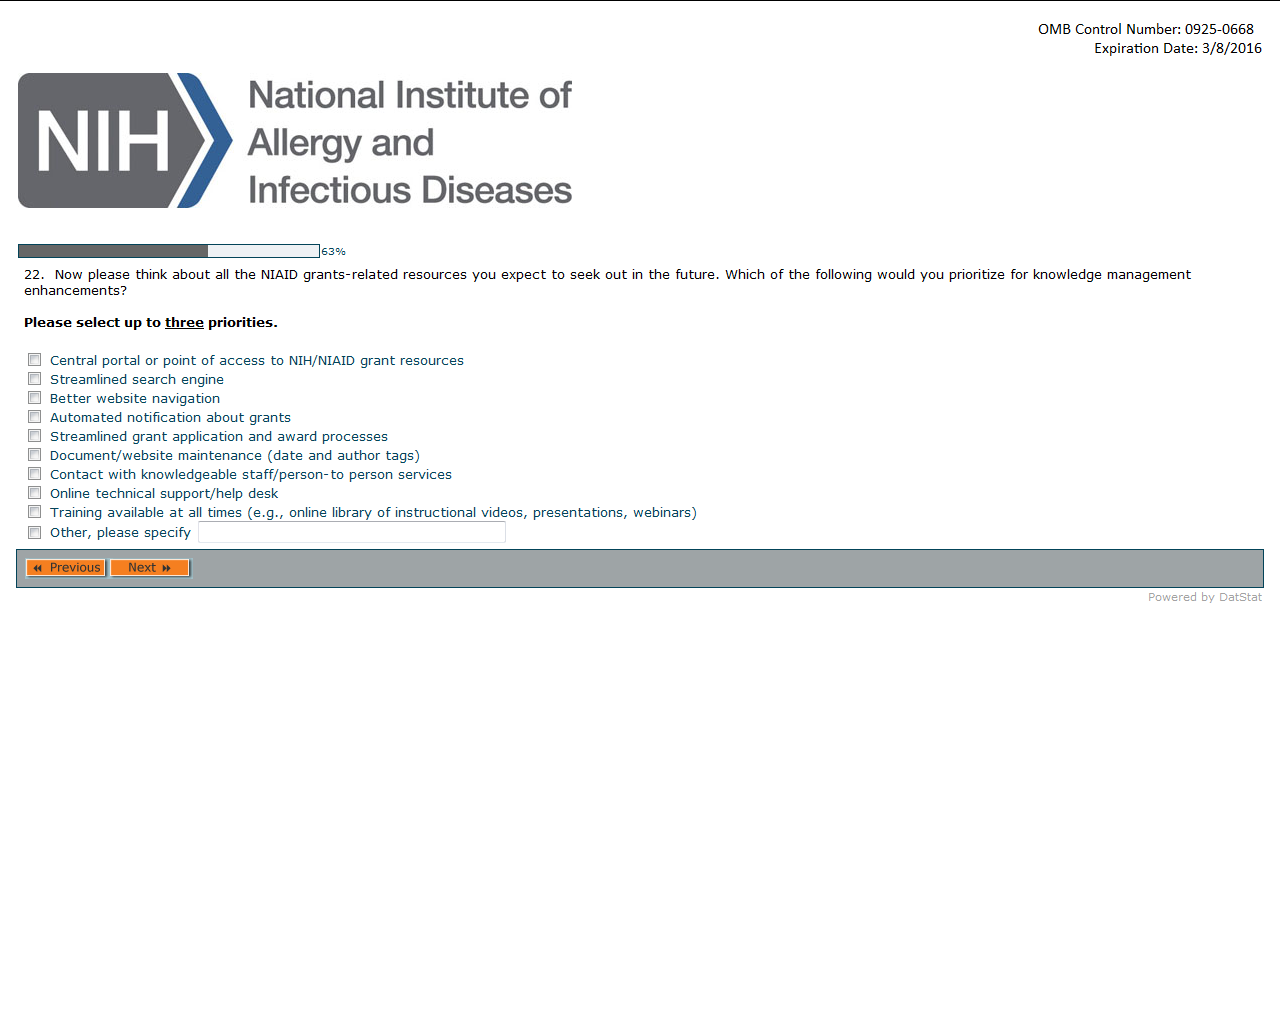 OMB Control Number: 0925-0668
Expiration Date: 3/8/2016
NIH
National Institute of
Allergy and
Infectious Diseases
63%
22.  Now please think about all the NIAID grants-related resources you expect to seek out in the future. Which of the following would you prioritize for knowledge management
enhancements?
Please select up to three priorities.
Central portal or point of access to NIH/NIAID grant resources
Streamlined search engine
Better website navigation
Automated notification about grants
Streamlined grant application and award processes
Document/website maintenance (date and author tags)
Contact with knowledgeable staff/person-to person services
Online technical support/help desk
Training available at all times (e.g., online library of instructional videos, presentations, webinars)
Other, please specify
Previous Next
Powered by DatStat